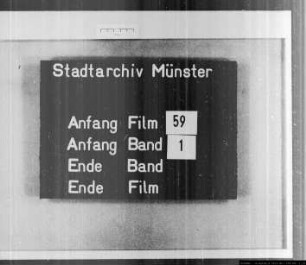 Stadtarchiv Münster
Anfang Film 59
Anfang Band 1
Ende Band
Ende Film